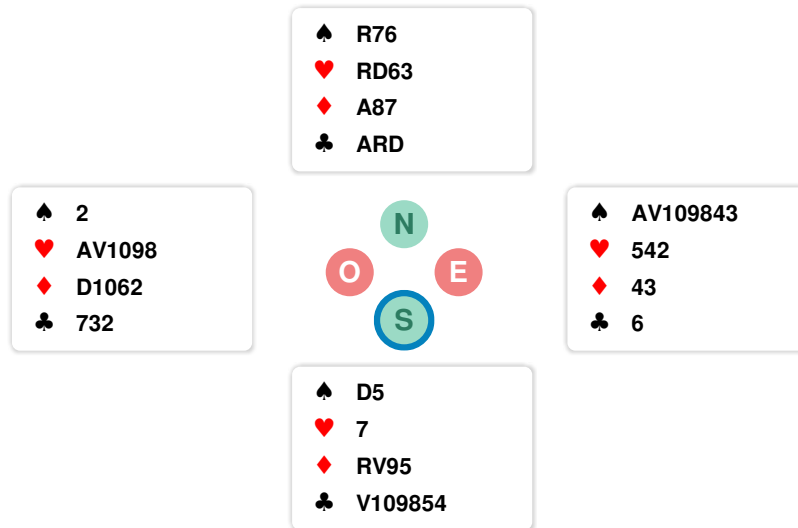 ♠ R76
♥ RD63
♦ A87
♣ ARD
♠ 2
♥ AV1098
♦ D1062
♣ 732
N
O
E
S
♠ AV109843
♥ 542
♦ 43
♣ 6
♠ D5
♥ 7
♦ RV95
♣ V109854